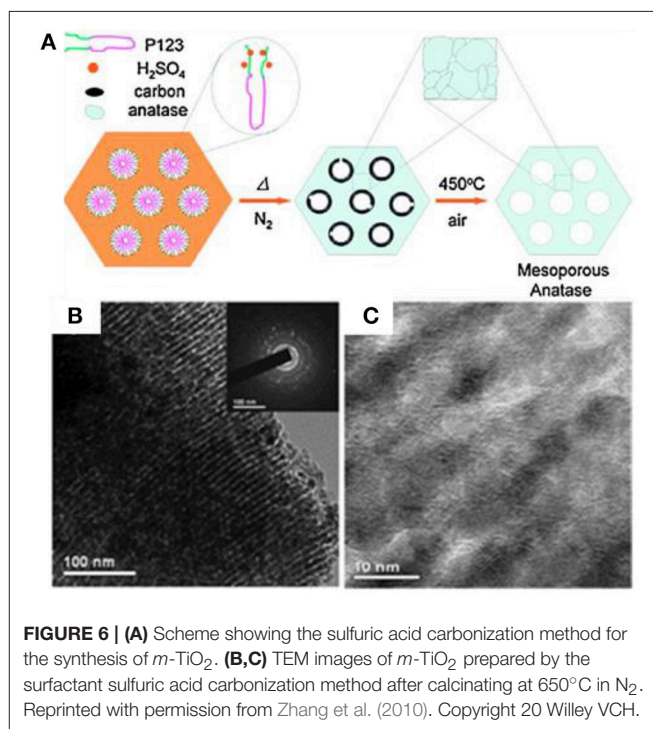 A
P123
H₂SO₄
carbon
anatase
Δ
N₂
450°C
air
Mesoporous
Anatase
B
100 nm
100 nm
C
10 nm
FIGURE 6 | (A) Scheme showing the sulfuric acid carbonization method for
the synthesis of m-TiO₂. (B,C) TEM images of m-TiO₂ prepared by the
surfactant sulfuric acid carbonization method after calcinating at 650°C in N₂.
Reprinted with permission from Zhang et al. (2010). Copyright 20 Willey VCH.